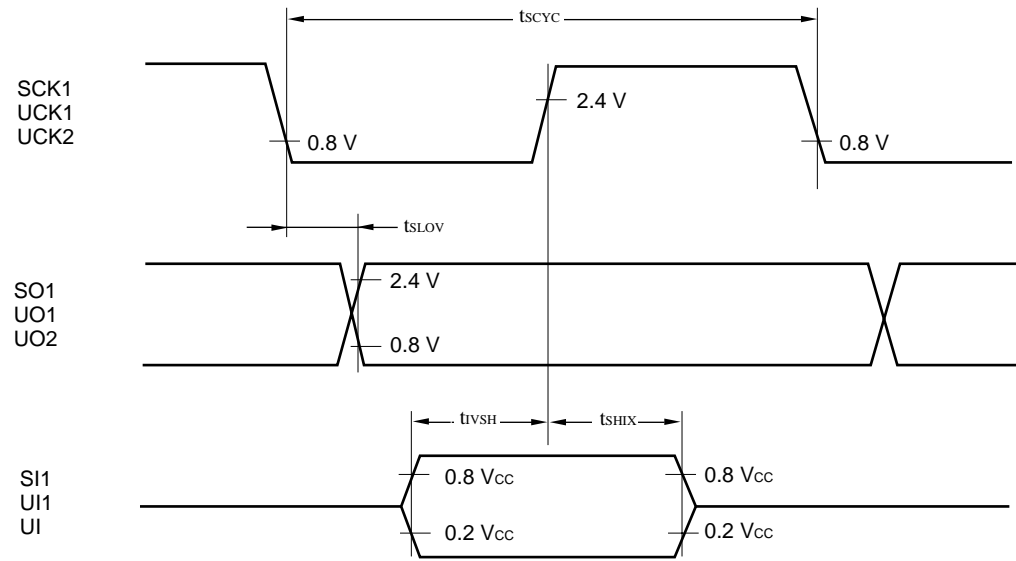 tSCYC
SCK1
UCK1
UCK2
2.4 V
0.8 V
0.8 V
tSLOV
SO1
UO1
UO2
2.4 V
0.8 V
tIVSH
tSHIX
SI1
UI1
UI
0.8 VCC
0.8 VCC
0.2 VCC
0.2 VCC